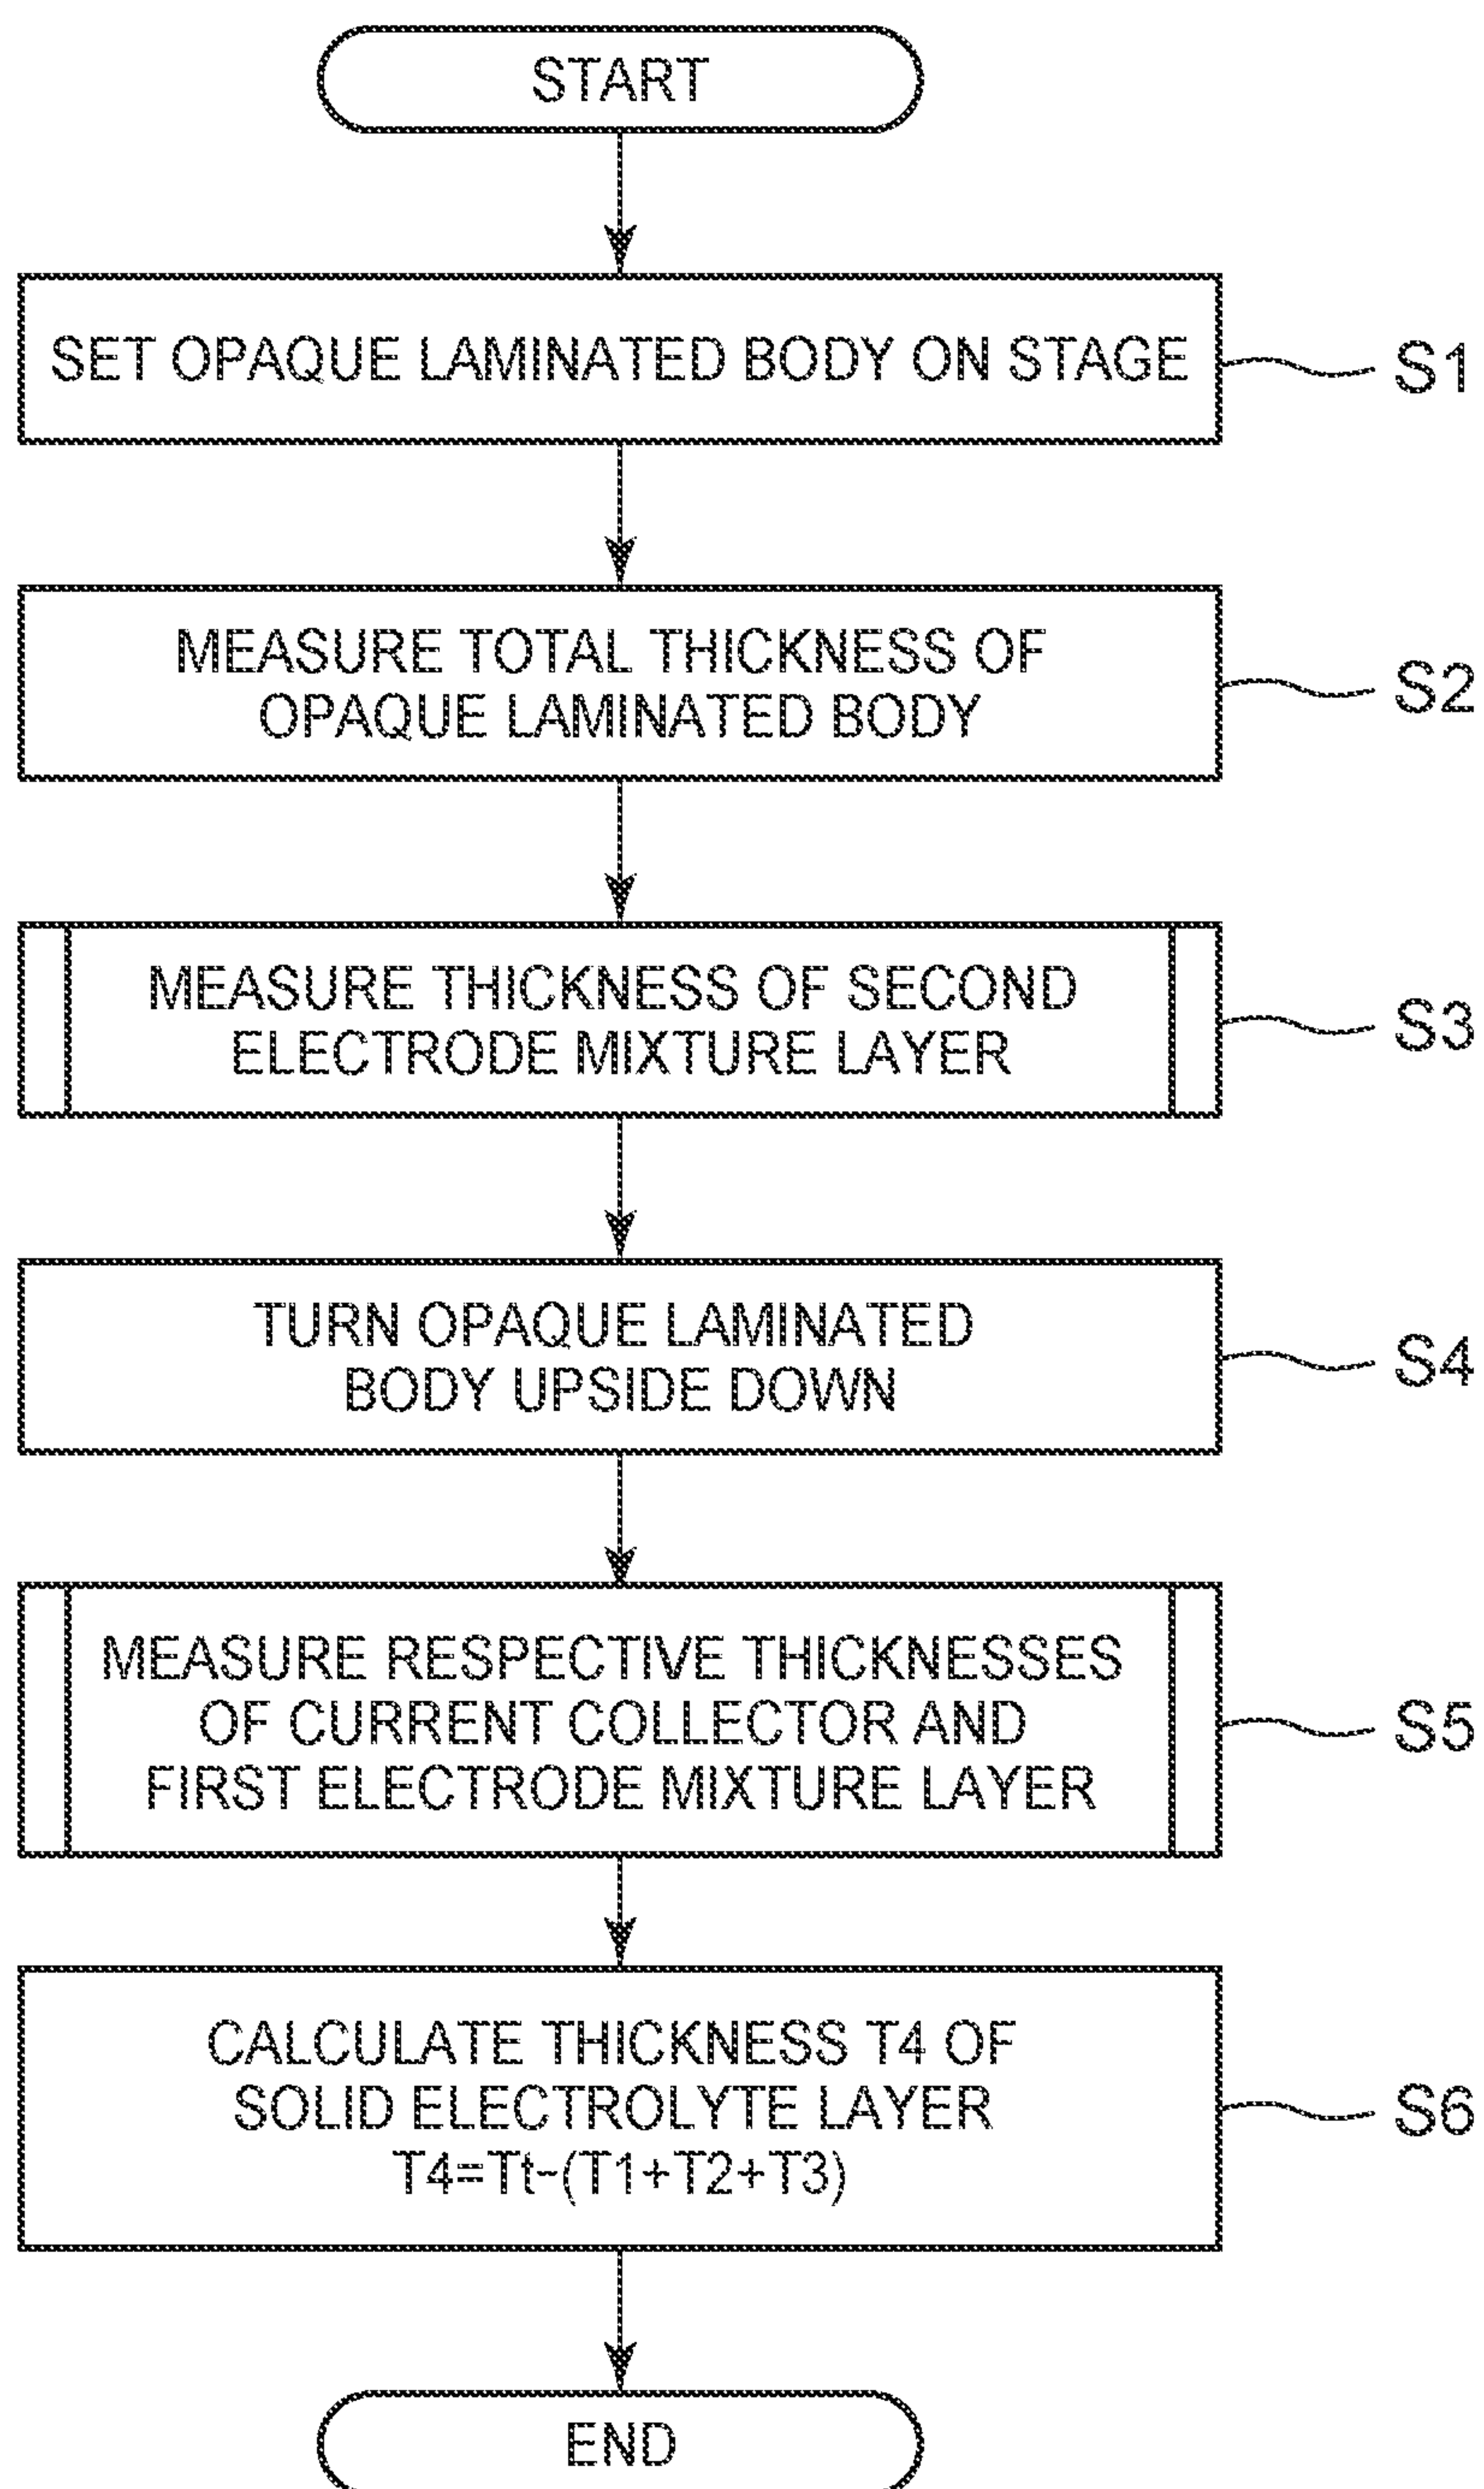 START
SET OPAQUE LAMINATED BODY ON STAGE
S1
MEASURE TOTAL THICKNESS OF
OPAQUE LAMINATED BODY
S2
MEASURE THICKNESS OF SECOND
ELECTRODE MIXTURE LAYER
S3
TURN OPAQUE LAMINATED
BODY UPSIDE DOWN
S4
MEASURE RESPECTIVE THICKNESSES
OF CURRENT COLLECTOR AND
FIRST ELECTRODE MIXTURE LAYER
S5
CALCULATE THICKNESS T4 OF
SOLID ELECTROLYTE LAYER
T4=Tt-(T1+T2+T3)
S6
END